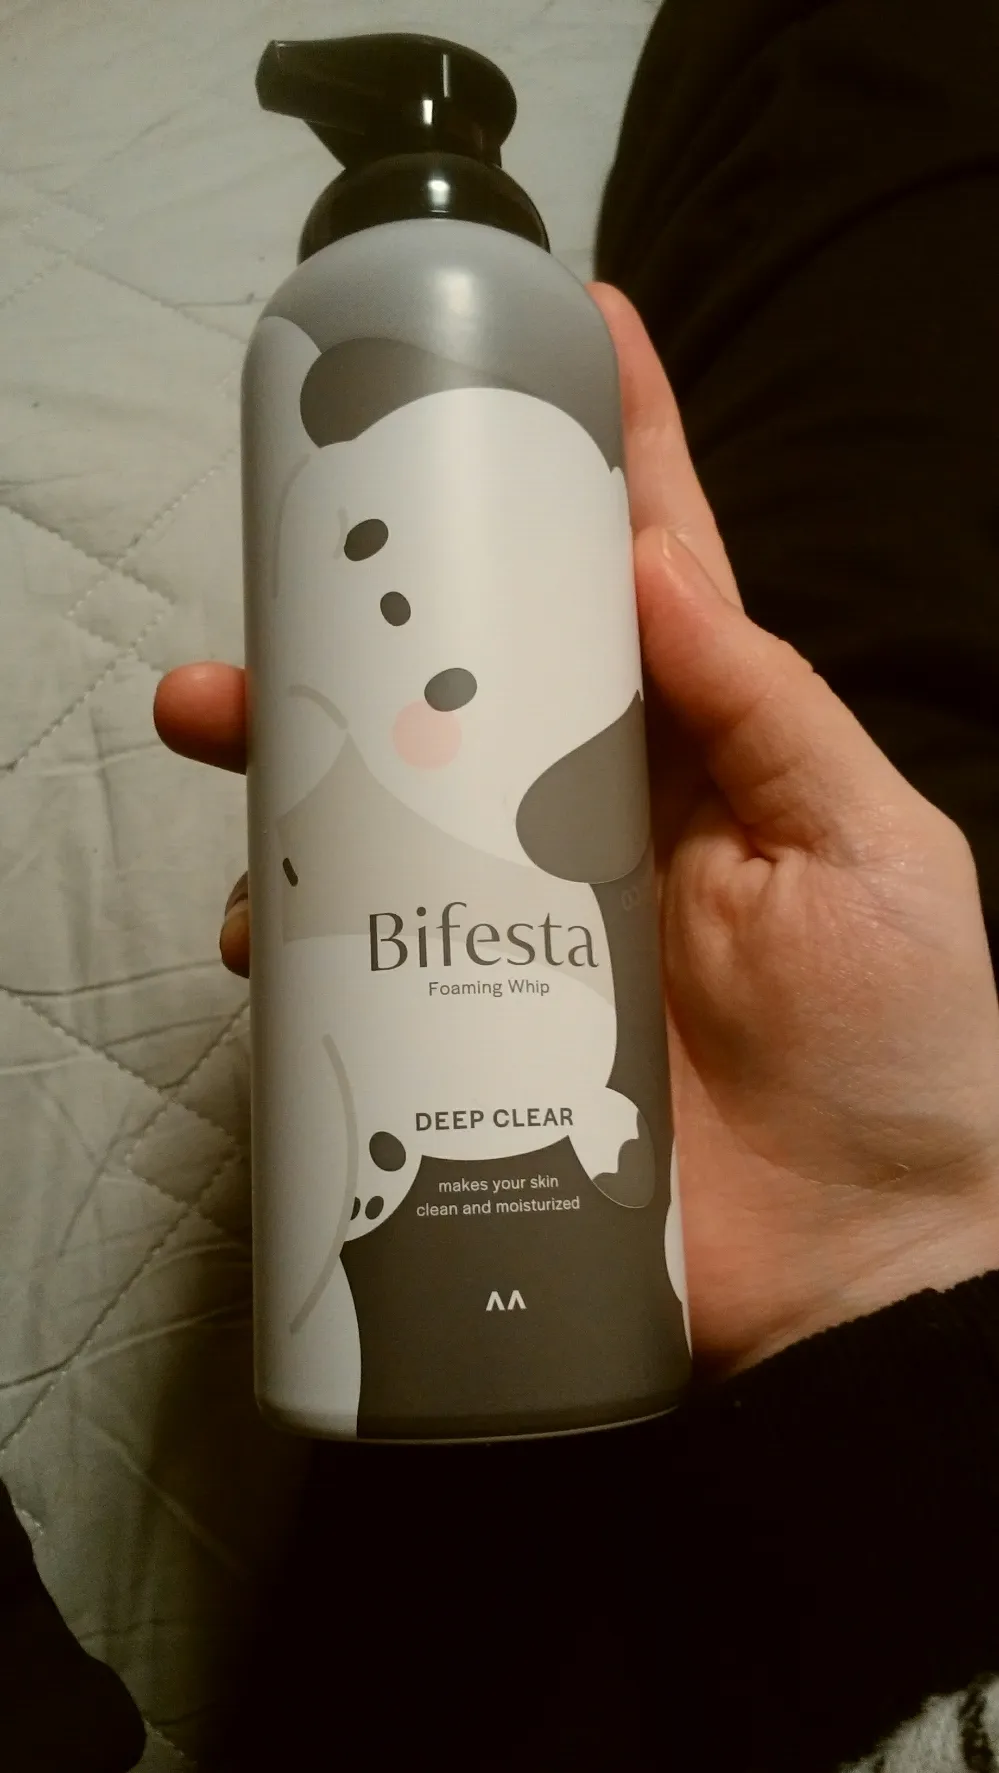 Bifesta
Foaming Whip
DEEP CLEAR
makes your skin
clean and moisturized